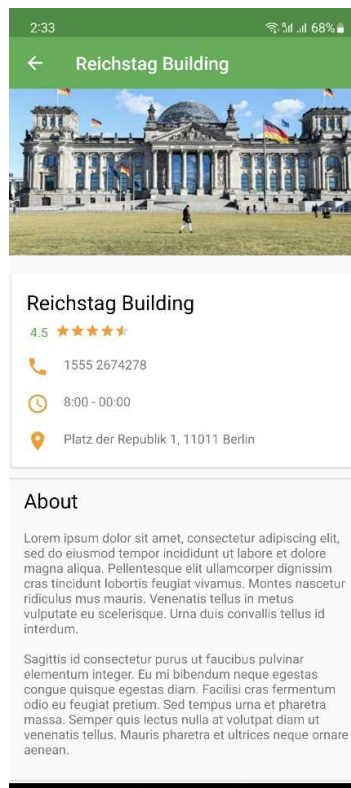 2:33
68%
Reichstag Building
Reichstag Building
4.5
1555 2674278
8:00 - 00:00
Platz der Republik 1, 11011 Berlin
About
Lorem ipsum dolor sit amet, consectetur adipiscing elit,
sed do eiusmod tempor incididunt ut labore et dolore
magna aliqua. Pellentesque elit ullamcorper dignissim
cras tincidunt lobortis feugiat vivamus. Montes nascetur
ridiculus mus mauris. Venenatis tellus in metus
vulputate eu scelerisque. Urna duis convallis tellus id
interdum.
Sagittis id consectetur purus ut faucibus pulvinar
elementum integer. Eu mi bibendum neque egestas
congue quisque egestas diam. Facilisi cras fermentum
odio eu feugiat pretium. Sed tempus urna et pharetra
massa. Semper quis lectus nulla at volutpat diam ut
venenatis tellus. Mauris pharetra et ultrices neque ornare
aenean.